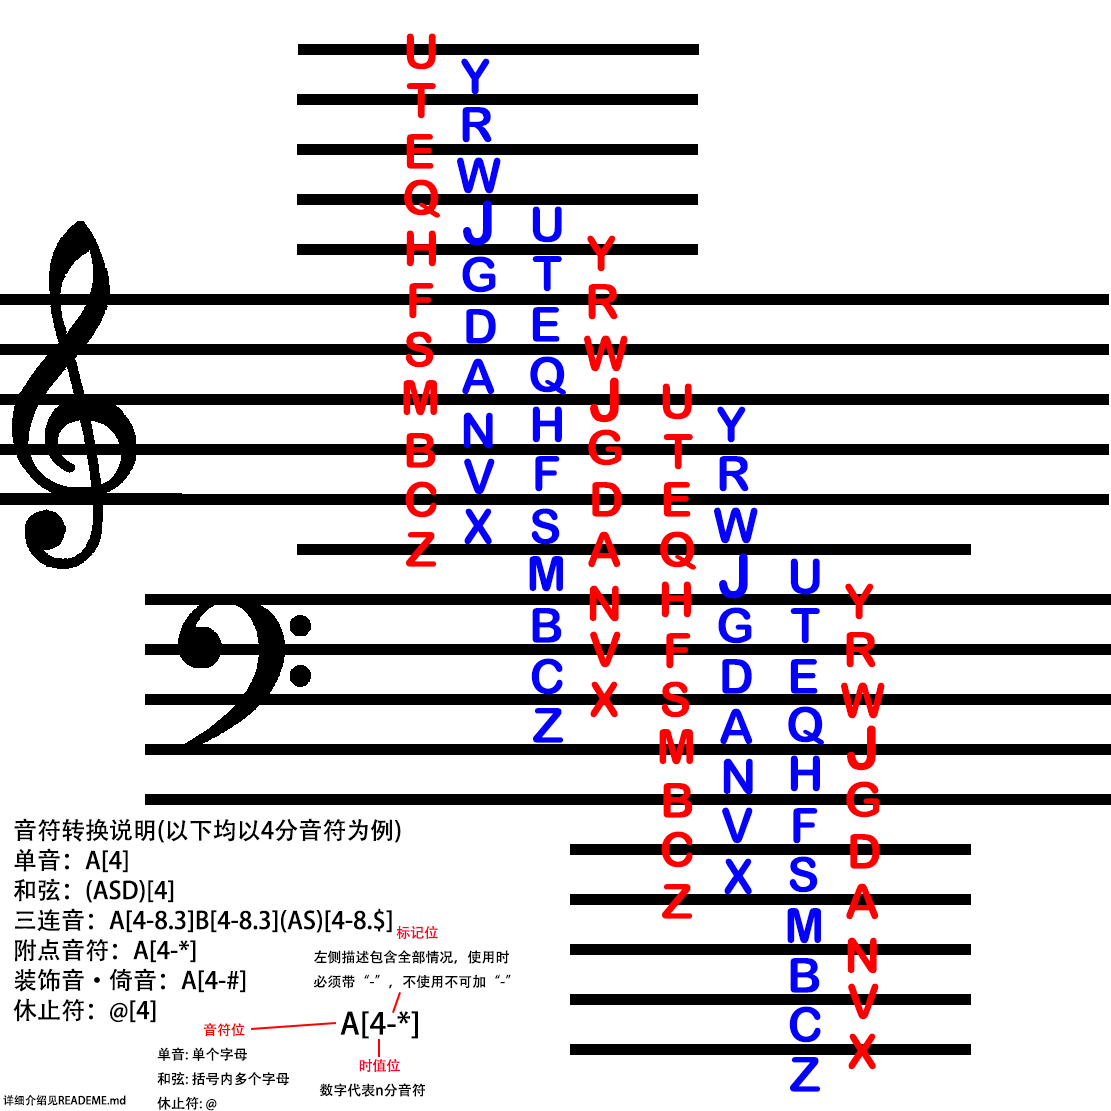 U
Y
T
R
E
W
Q
J U
H Y
G T
F R
D E
S W
A Q
M J U
N H Y
B G T
V F R
C D E
X S W
Z A Q
M J U
N H Y
B G T
V F R
C D E
X S W
Z A Q
M J
N H
B G
V F
C D
X S
Z A
M
N
B
V
C
X
Z
音符转换说明(以下均以4分音符为例)
单音：A[4]
和弦：(ASD)[4]
三连音：A[4-8.3]B[4-8.3](AS)[4-8.$]
附点音符：A[4-*]
装饰音·倚音：A[4-#]
休止符：@[4]
标记位
左侧描述包含全部情况，使用时
必须带“-”，不使用不可加“-”
A[4-*]
音符位
单音: 单个字母
和弦: 括号内多个字母
休止符: @
时值位
数字代表n分音符
详细介绍见READEME.md